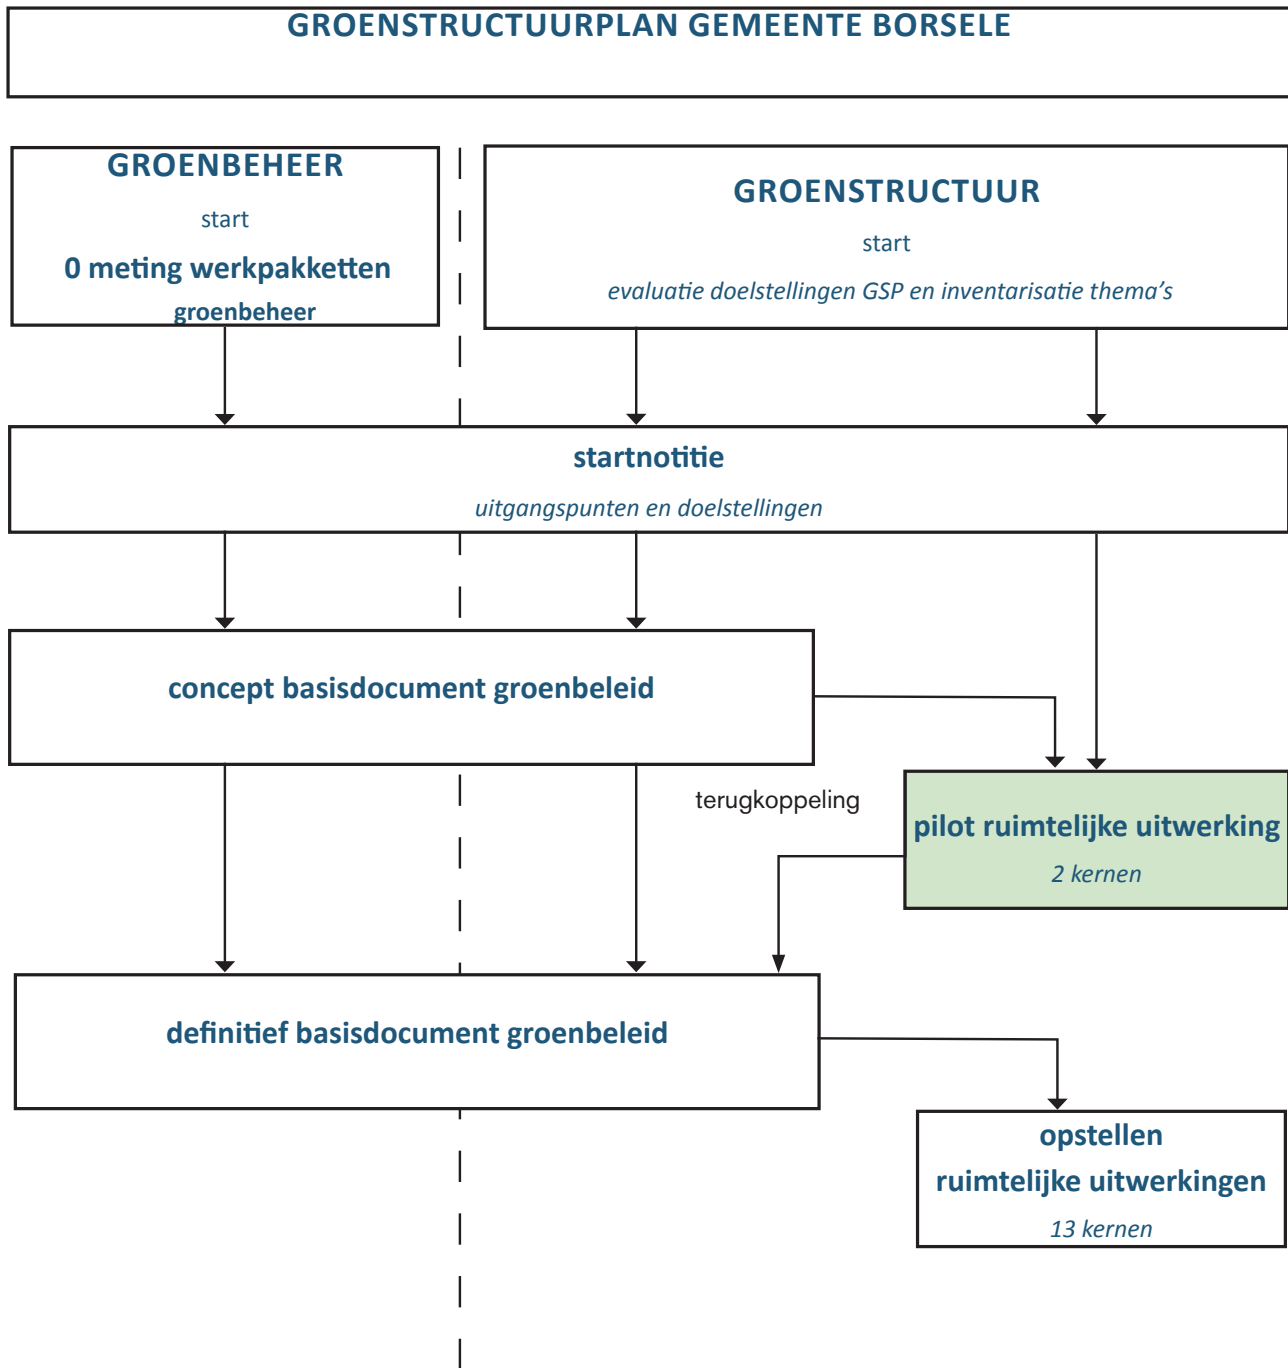 GROENSTRUCTUURPLAN GEMEENTE BORSELE
GROENBEHEER
start
0 meting werkpakketten
groenbeheer
GROENSTRUCTUUR
start
evaluatie doelstellingen GSP en inventarisatie thema's
startnotitie
uitgangspunten en doelstellingen
concept basisdocument groenbeleid
terugkoppeling
pilot ruimtelijke uitwerking
2 kernen
definitief basisdocument groenbeleid
opstellen
ruimtelijke uitwerkingen
13 kernen